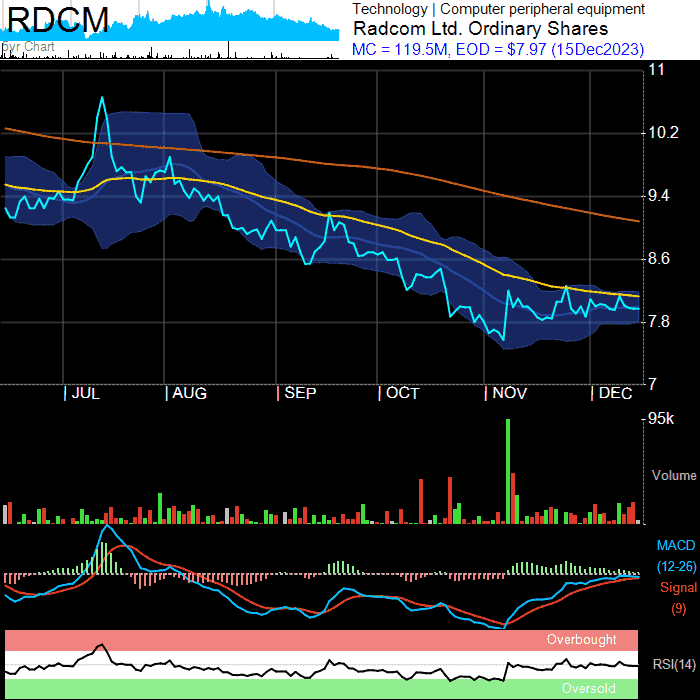 RDCM
5yr Chart
Technology | Computer peripheral equipment
Radcom Ltd. Ordinary Shares
MC = 119.5M, EOD = $7.97 (15Dec2023)
11
10.2
9.4
8.6
7.8
7
| JUL | AUG | SEP | OCT | NOV | DEC
95k
Volume
MACD
(12-26)
Signal
(9)
Overbought
RSI(14)
Oversold